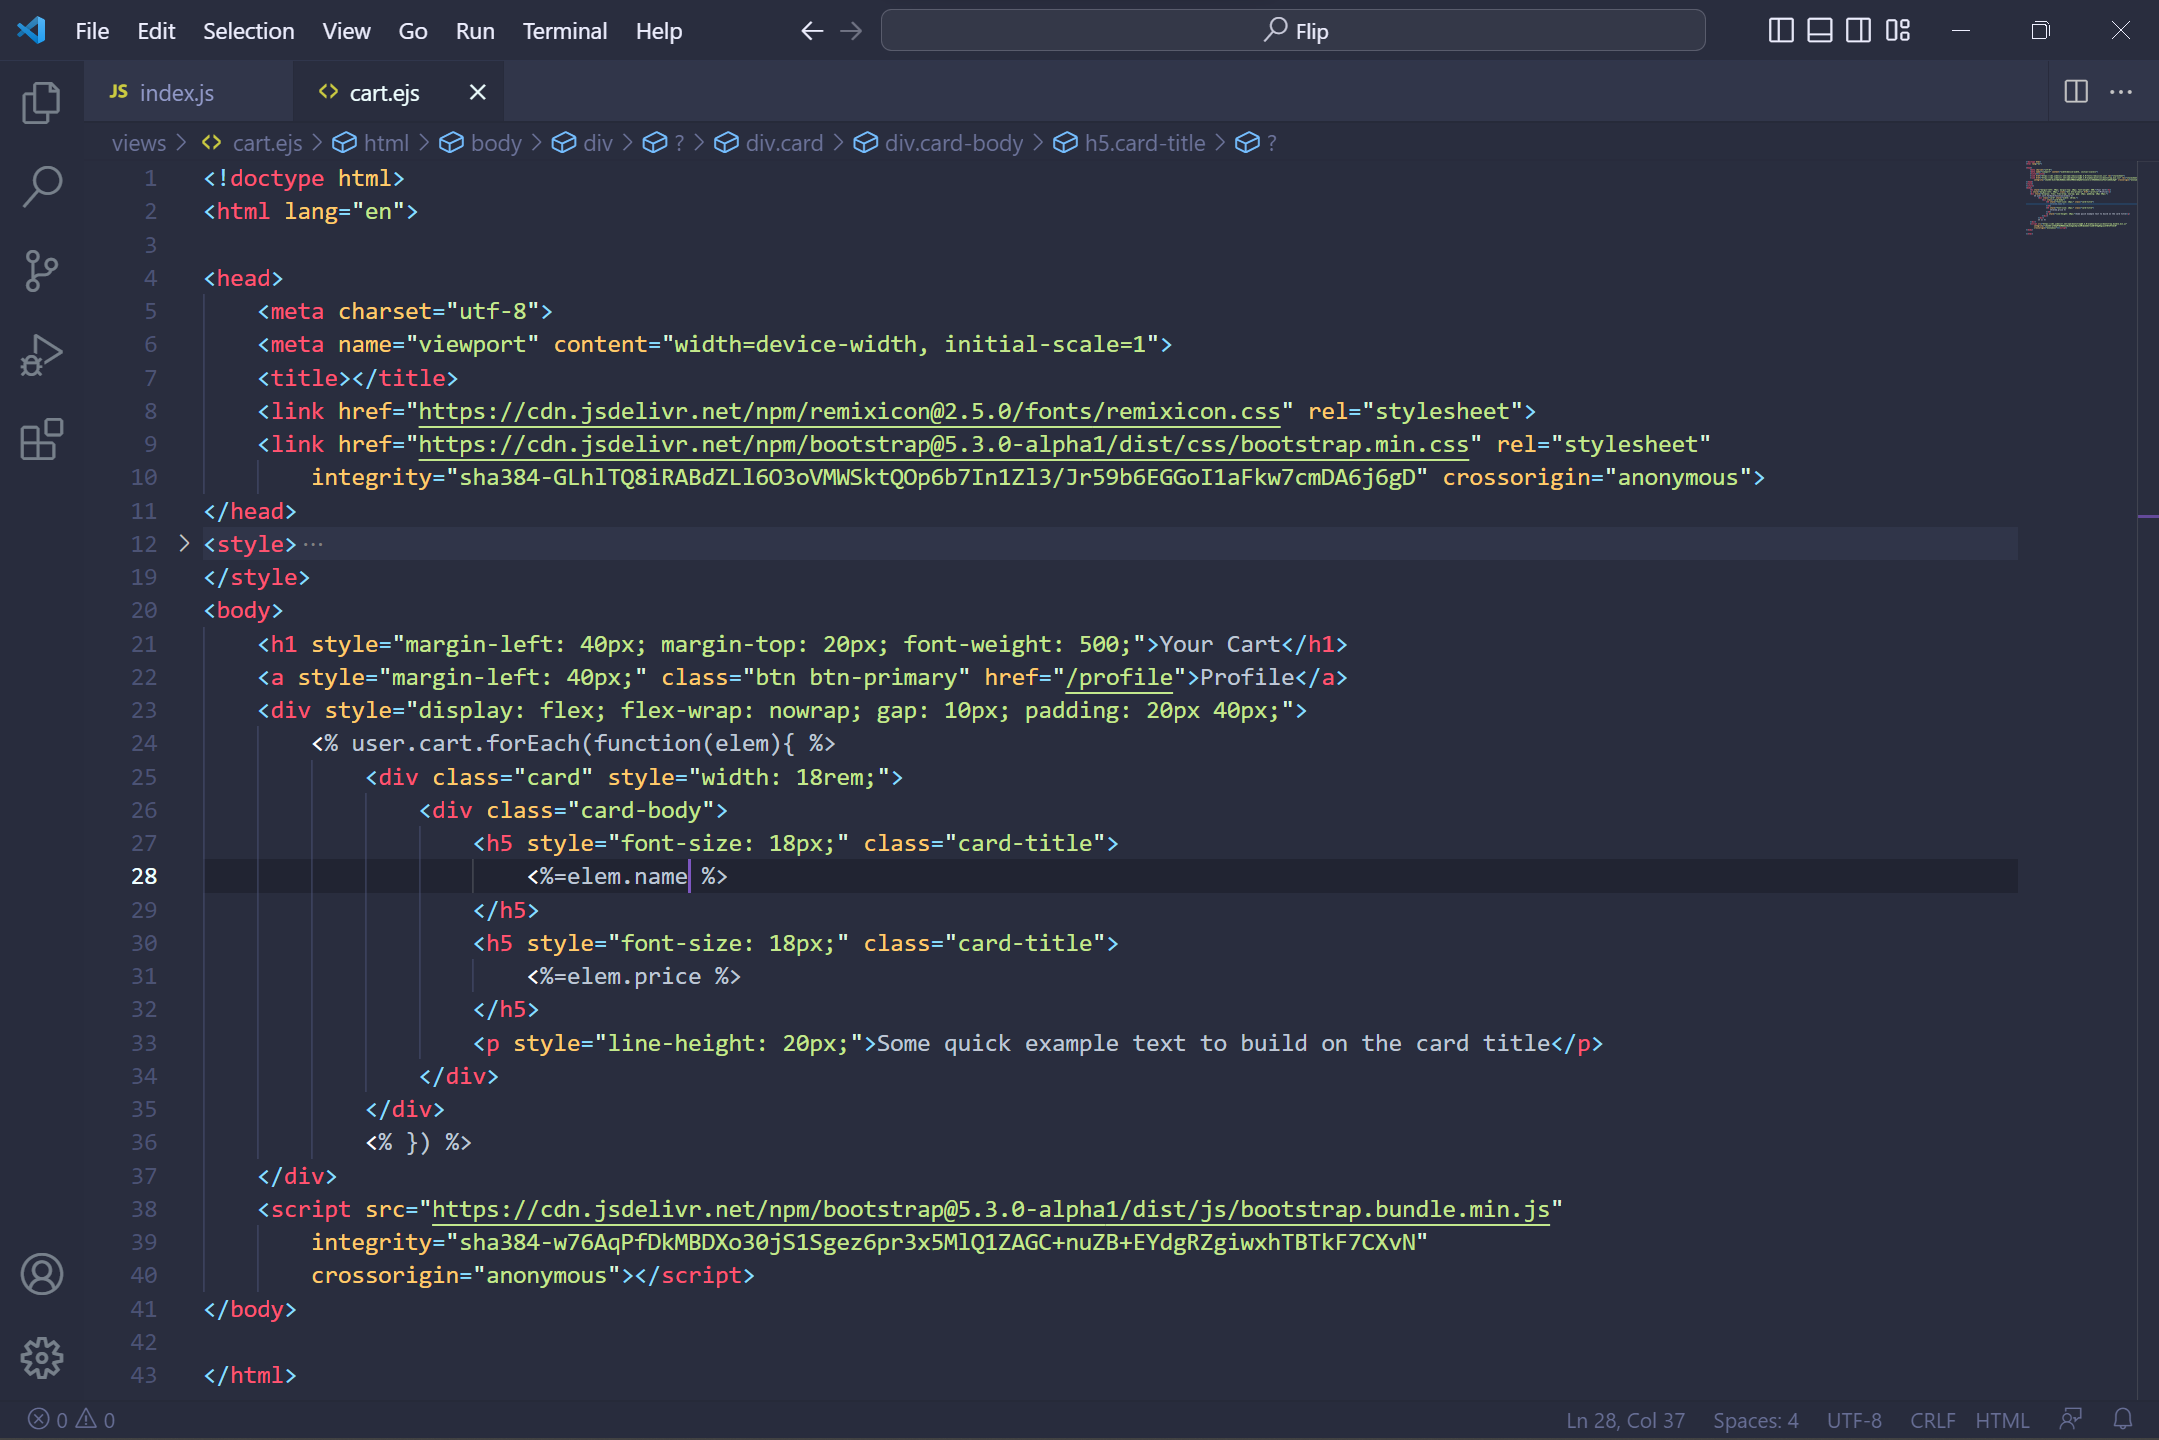 File Edit Selection View Go Run Terminal Help Flip
JS index.js <> cart.ejs
views > <> cart.ejs > html > body > div > ? > div.card > div.card-body > h5.card-title > ?
1 <!doctype html>
2 <html lang="en">
3
4 <head>
5 <meta charset="utf-8">
6 <meta name="viewport" content="width=device-width, initial-scale=1">
7 <title></title>
8 <link href="https://cdn.jsdelivr.net/npm/remixicon@2.5.0/fonts/remixicon.css" rel="stylesheet">
9 <link href="https://cdn.jsdelivr.net/npm/bootstrap@5.3.0-alpha1/dist/css/bootstrap.min.css" rel="stylesheet"
10 integrity="sha384-GLhlTQ8iRABdZLl6O3oVMWSktQOp6b7In1Zl3/Jr59b6EGGoI1aFkw7cmDA6j6gD" crossorigin="anonymous">
11 </head>
12 <style>···
19 </style>
20 <body>
21 <h1 style="margin-left: 40px; margin-top: 20px; font-weight: 500;">Your Cart</h1>
22 <a style="margin-left: 40px;" class="btn btn-primary" href="/profile">Profile</a>
23 <div style="display: flex; flex-wrap: nowrap; gap: 10px; padding: 20px 40px;">
24 <% user.cart.forEach(function(elem){ %>
25 <div class="card" style="width: 18rem;">
26 <div class="card-body">
27 <h5 style="font-size: 18px;" class="card-title">
28 <%=elem.name %>
29 </h5>
30 <h5 style="font-size: 18px;" class="card-title">
31 <%=elem.price %>
32 </h5>
33 <p style="line-height: 20px;">Some quick example text to build on the card title</p>
34 </div>
35 </div>
36 <% }) %>
37 </div>
38 <script src="https://cdn.jsdelivr.net/npm/bootstrap@5.3.0-alpha1/dist/js/bootstrap.bundle.min.js"
39 integrity="sha384-w76AqPfDkMBDXo30jS1Sgez6pr3x5MlQ1ZAGC+nuZB+EYdgRZgiwxhTBTkF7CXvN"
40 crossorigin="anonymous"></script>
41 </body>
42
43 </html>
0 0 Ln 28, Col 37 Spaces: 4 UTF-8 CRLF HTML